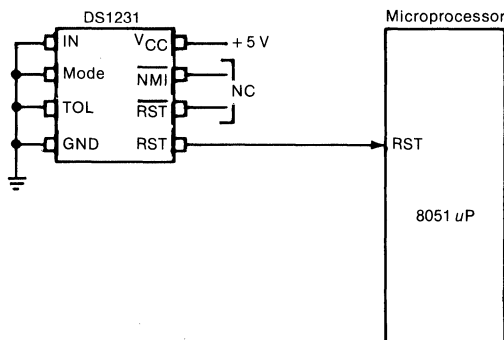 DS1231
Microprocessor
IN
VCC
+5 V
Mode
NMI
NC
TOL
RST
GND
RST
RST
8051 uP